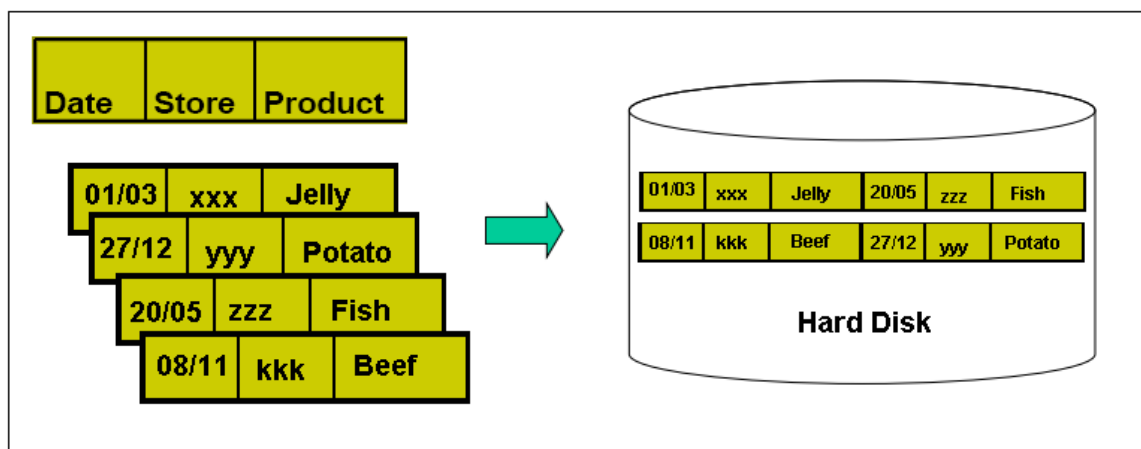 Date Store Product
01/03 xxx Jelly
27/12 yyy Potato
20/05 zzz Fish
08/11 kkk Beef
01/03 xxx Jelly 20/05 zzz Fish
08/11 kkk Beef 27/12 yyy Potato
Hard Disk